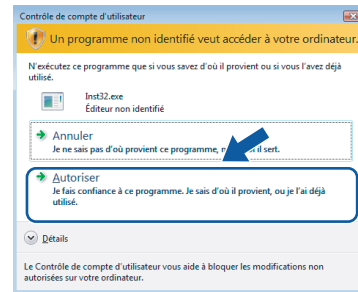 Contrôle de compte d'utilisateur
Un programme non identifié veut accéder à votre ordinateur.
N'exécutez ce programme que si vous savez d'où il provient ou si vous l'avez déjà
utilisé.
Inst32.exe
Éditeur non identifié
Annuler
Je ne sais pas d'où provient ce programme, il sert.
Autoriser
Je fais confiance à ce programme. Je sais d'où il provient, ou je l'ai déjà
utilisé.
Détails
Le Contrôle de compte d'utilisateur vous aide à bloquer les modifications non
autorisées sur votre ordinateur.